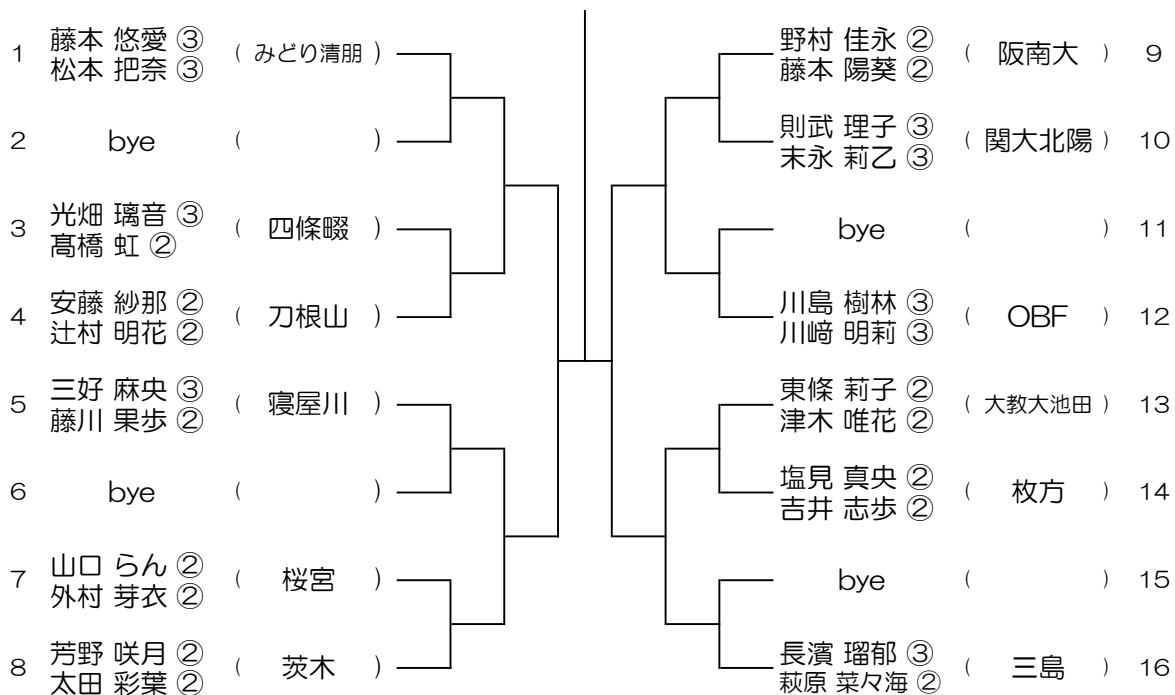 1 藤本 悠愛 ③ ( みどり清朋 )
松本 把奈 ③
2 bye ( )
3 光畑 璃音 ③ ( 四條畷 )
髙橋 虹 ②
4 安藤 紗那 ② ( 刀根山 )
辻村 明花 ②
5 三好 麻央 ③ ( 寝屋川 )
藤川 果歩 ②
6 bye ( )
7 山口 らん ② ( 桜宮 )
外村 芽衣 ②
8 芳野 咲月 ② ( 茨木 )
太田 彩葉 ②
野村 佳永 ② ( 阪南大 ) 9
藤本 陽葵 ②
則武 理子 ③ ( 関大北陽 ) 10
末永 莉乙 ③
bye ( ) 11
川島 樹林 ③ ( OBF ) 12
川﨑 明莉 ③
東條 莉子 ② ( 大教大池田 ) 13
津木 唯花 ②
塩見 真央 ② ( 枚方 ) 14
吉井 志歩 ②
bye ( ) 15
長濱 瑠郁 ③ ( 三島 ) 16
萩原 菜々海 ②